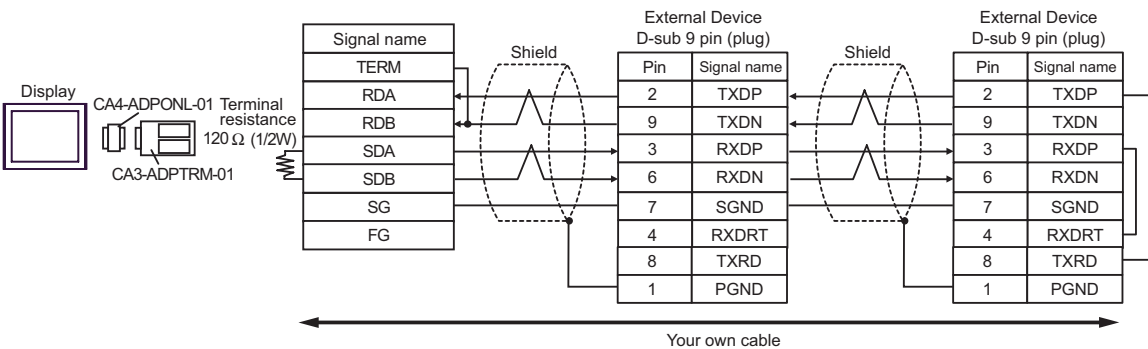 Display
CA4-ADPONL-01
CA3-ADPTRM-01
Terminal
resistance
120 Ω (1/2W)
Signal name
TERM
RDA
RDB
SDA
SDB
SG
FG
Shield
External Device
D-sub 9 pin (plug)
Pin Signal name
2 TXDP
9 TXDN
3 RXDP
6 RXDN
7 SGND
4 RXDRT
8 TXRD
1 PGND
Shield
External Device
D-sub 9 pin (plug)
Pin Signal name
2 TXDP
9 TXDN
3 RXDP
6 RXDN
7 SGND
4 RXDRT
8 TXRD
1 PGND
Your own cable